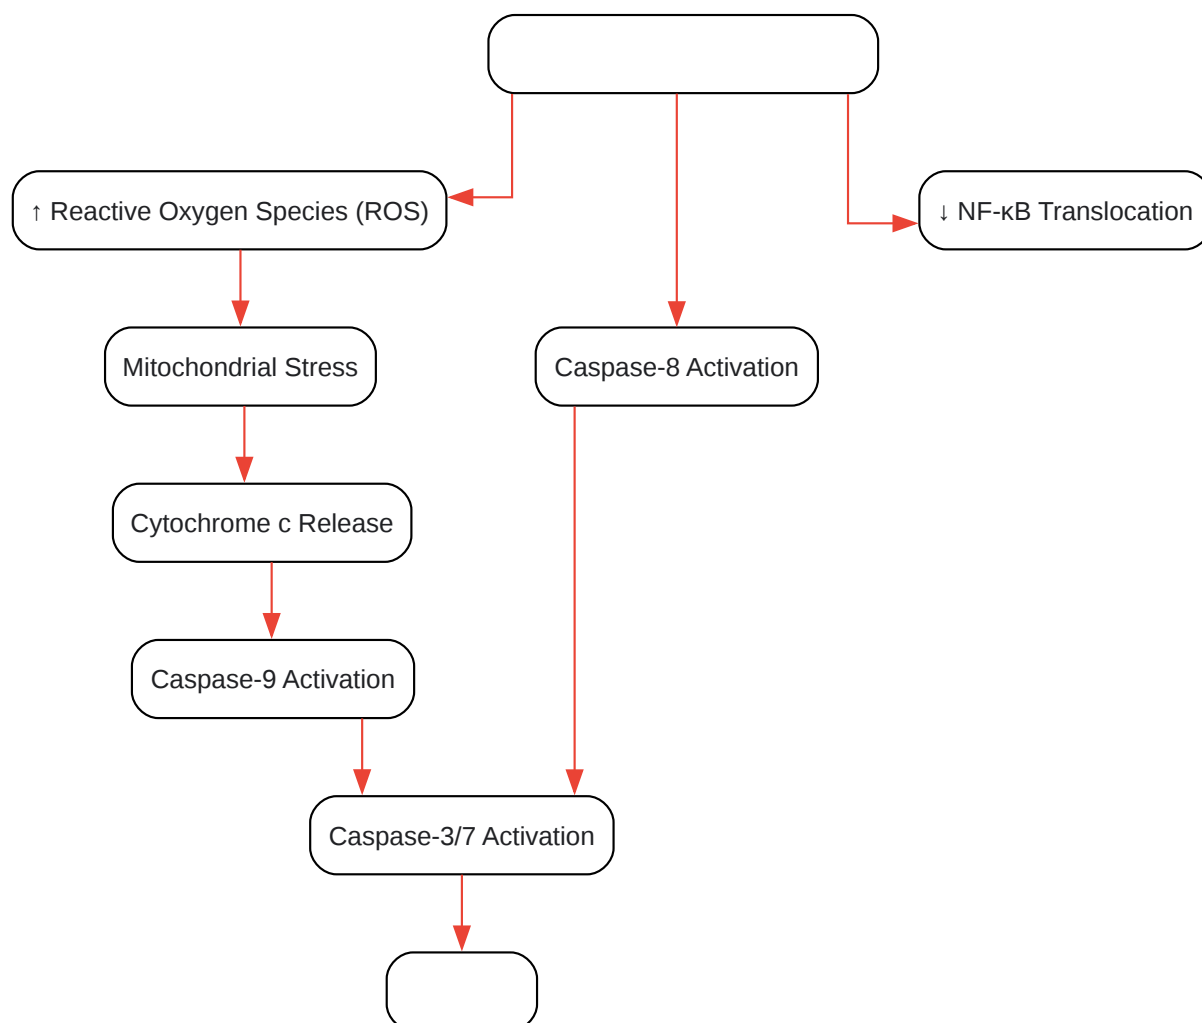 ↑ Reactive Oxygen Species (ROS)
↓ NF-κB Translocation
Mitochondrial Stress
Caspase-8 Activation
Cytochrome c Release
Caspase-9 Activation
Caspase-3/7 Activation